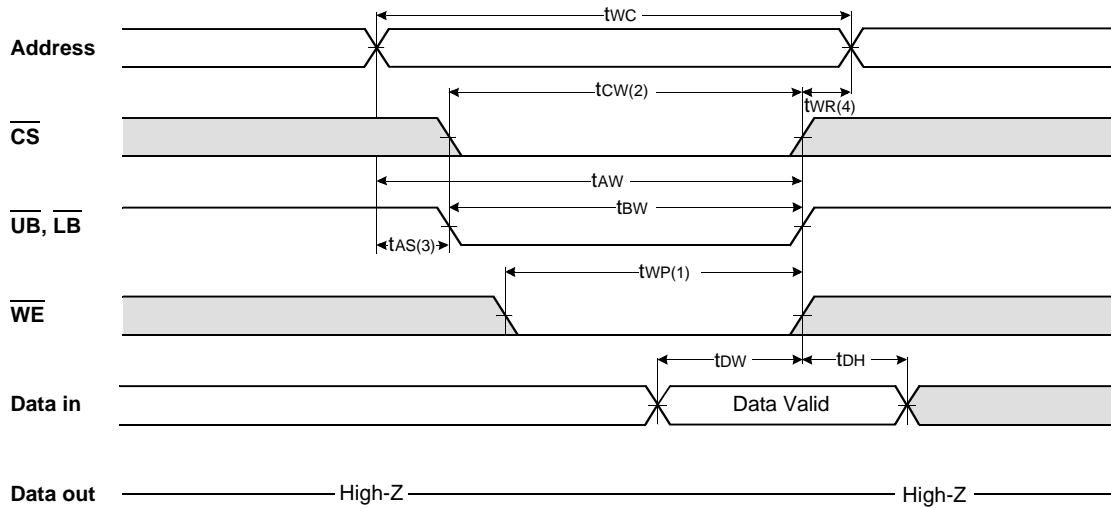 tWC
Address
tCW(2)
tWR(4)
CS
tAW
UB, LB
tBW
tAS(3)
tWP(1)
WE
tDW
tDH
Data in
Data Valid
Data out
High-Z
High-Z